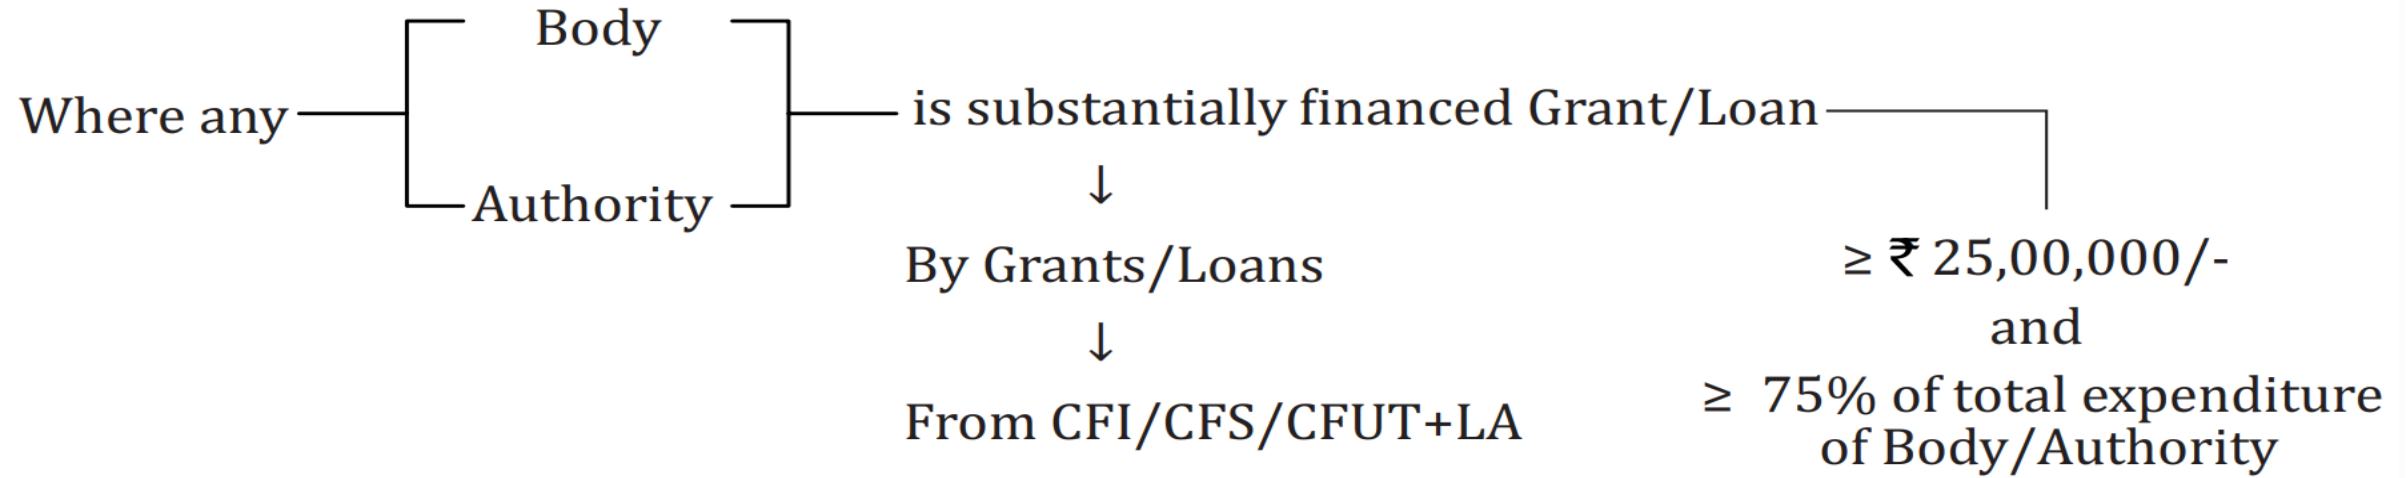 Body
Where any
is substantially financed Grant/Loan
Authority
↓
By Grants/Loans
↓
From CFI/CFS/CFUT+LA
≥ ₹ 25,00,000/-
and
≥ 75% of total expenditure
of Body/Authority